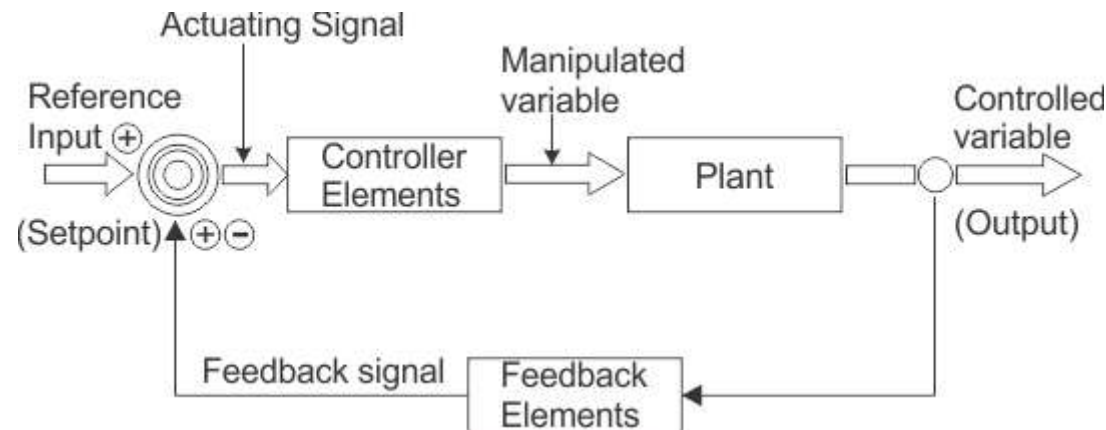 Actuating Signal
Manipulated
variable
Reference
Input +
Controlled
variable
Controller
Elements
Plant
(Setpoint) + −
(Output)
Feedback signal
Feedback
Elements